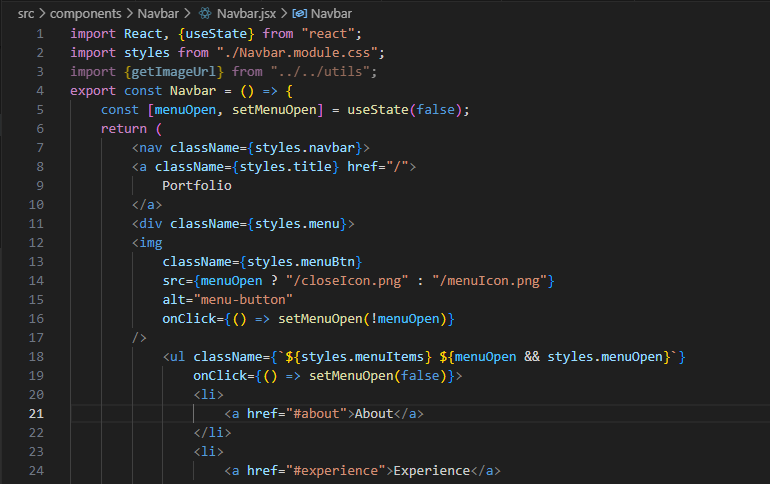 src > components > Navbar > Navbar.jsx > Navbar
1 import React, {useState} from "react";
2 import styles from "./Navbar.module.css";
3 import {getImageUrl} from "../../utils";
4 export const Navbar = () => {
5     const [menuOpen, setMenuOpen] = useState(false);
6     return (
7         <nav className={styles.navbar}>
8         <a className={styles.title} href="/">
9             Portfolio
10         </a>
11         <div className={styles.menu}>
12         <img
13             className={styles.menuBtn}
14             src={menuOpen ? "/closeIcon.png" : "/menuIcon.png"}
15             alt="menu-button"
16             onClick={() => setMenuOpen(!menuOpen)}
17         />
18             <ul className={`${styles.menuItems} ${menuOpen && styles.menuOpen}`}
19                 onClick={() => setMenuOpen(false)}>
20                 <li>
21                     <a href="#about">About</a>
22                 </li>
23                 <li>
24                     <a href="#experience">Experience</a>